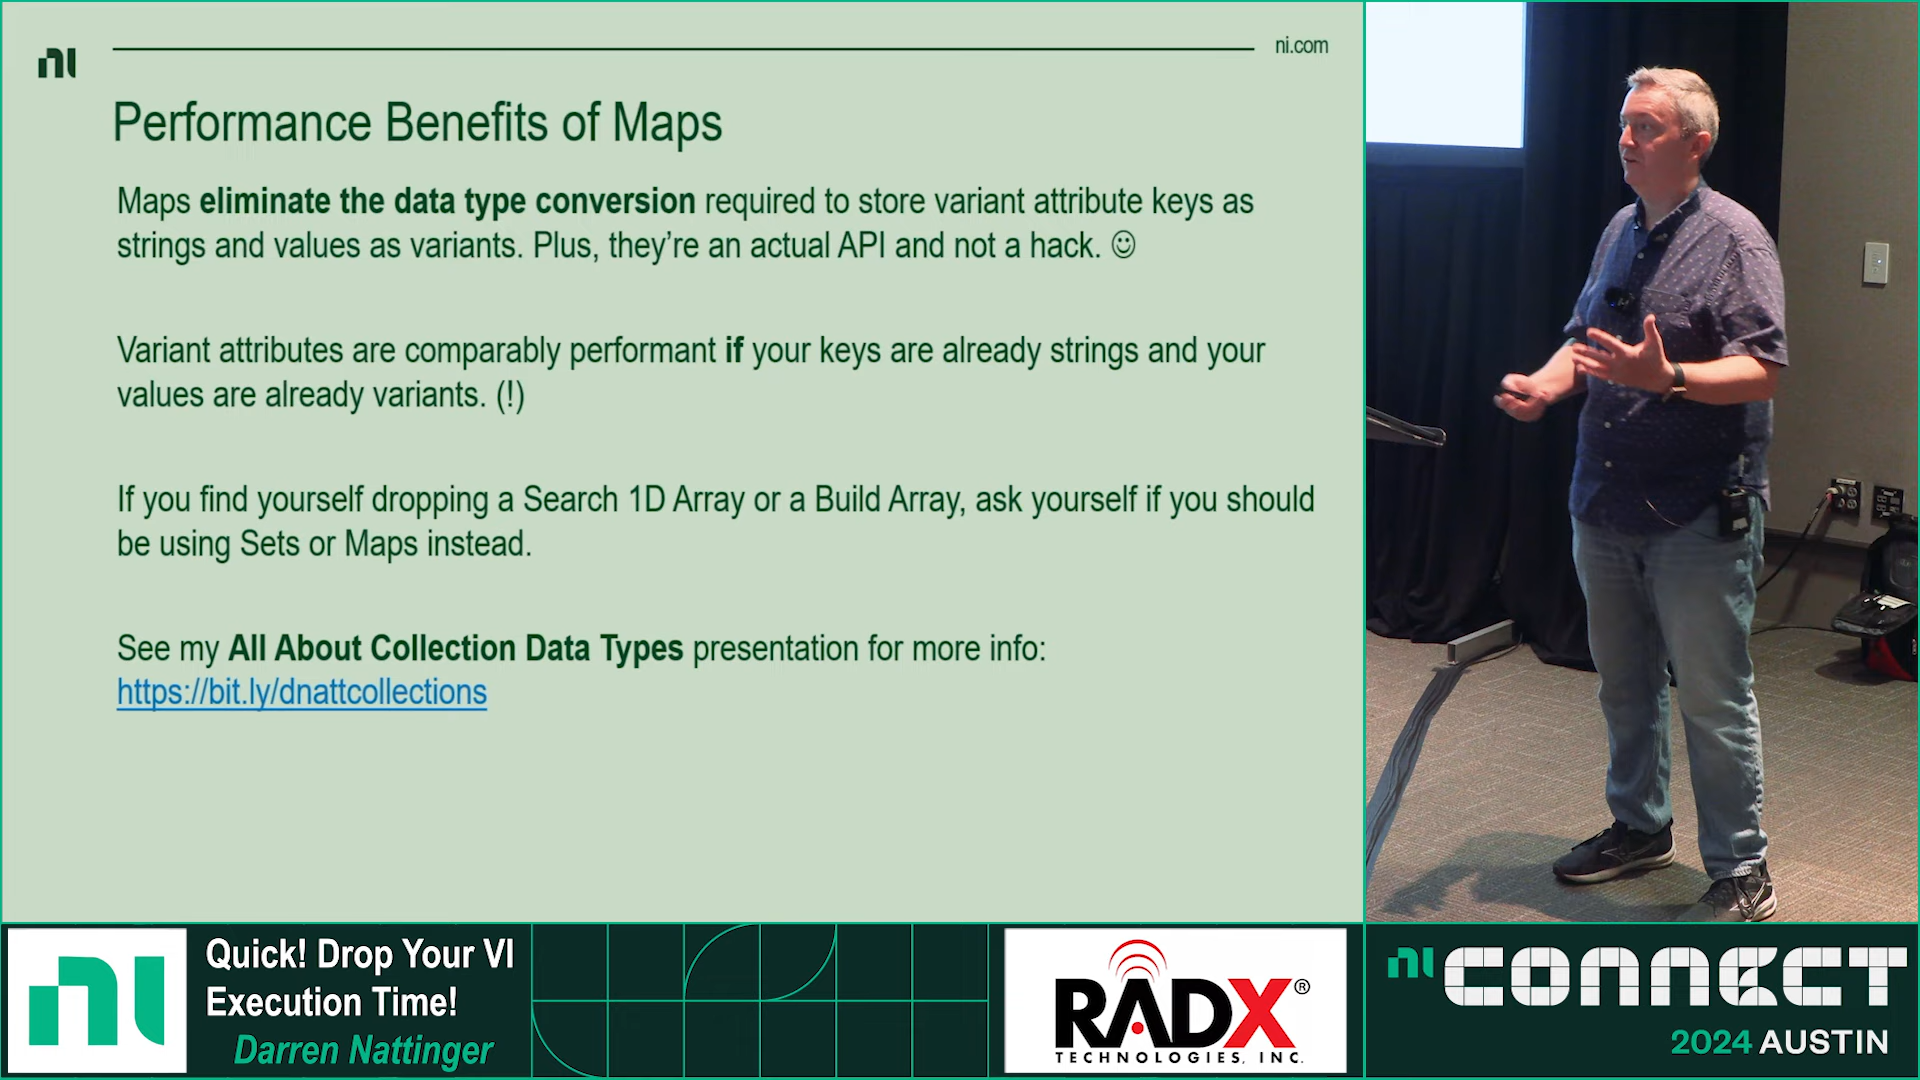 ni
ni.com
Performance Benefits of Maps
Maps eliminate the data type conversion required to store variant attribute keys as
strings and values as variants. Plus, they're an actual API and not a hack. ☺
Variant attributes are comparably performant if your keys are already strings and your
values are already variants. (!)
If you find yourself dropping a Search 1D Array or a Build Array, ask yourself if you should
be using Sets or Maps instead.
See my All About Collection Data Types presentation for more info:
https://bit.ly/dnattcollections
ni
Quick! Drop Your VI
Execution Time!
Darren Nattinger
RADX®
TECHNOLOGIES, INC.
ni CONNECT
2024 AUSTIN